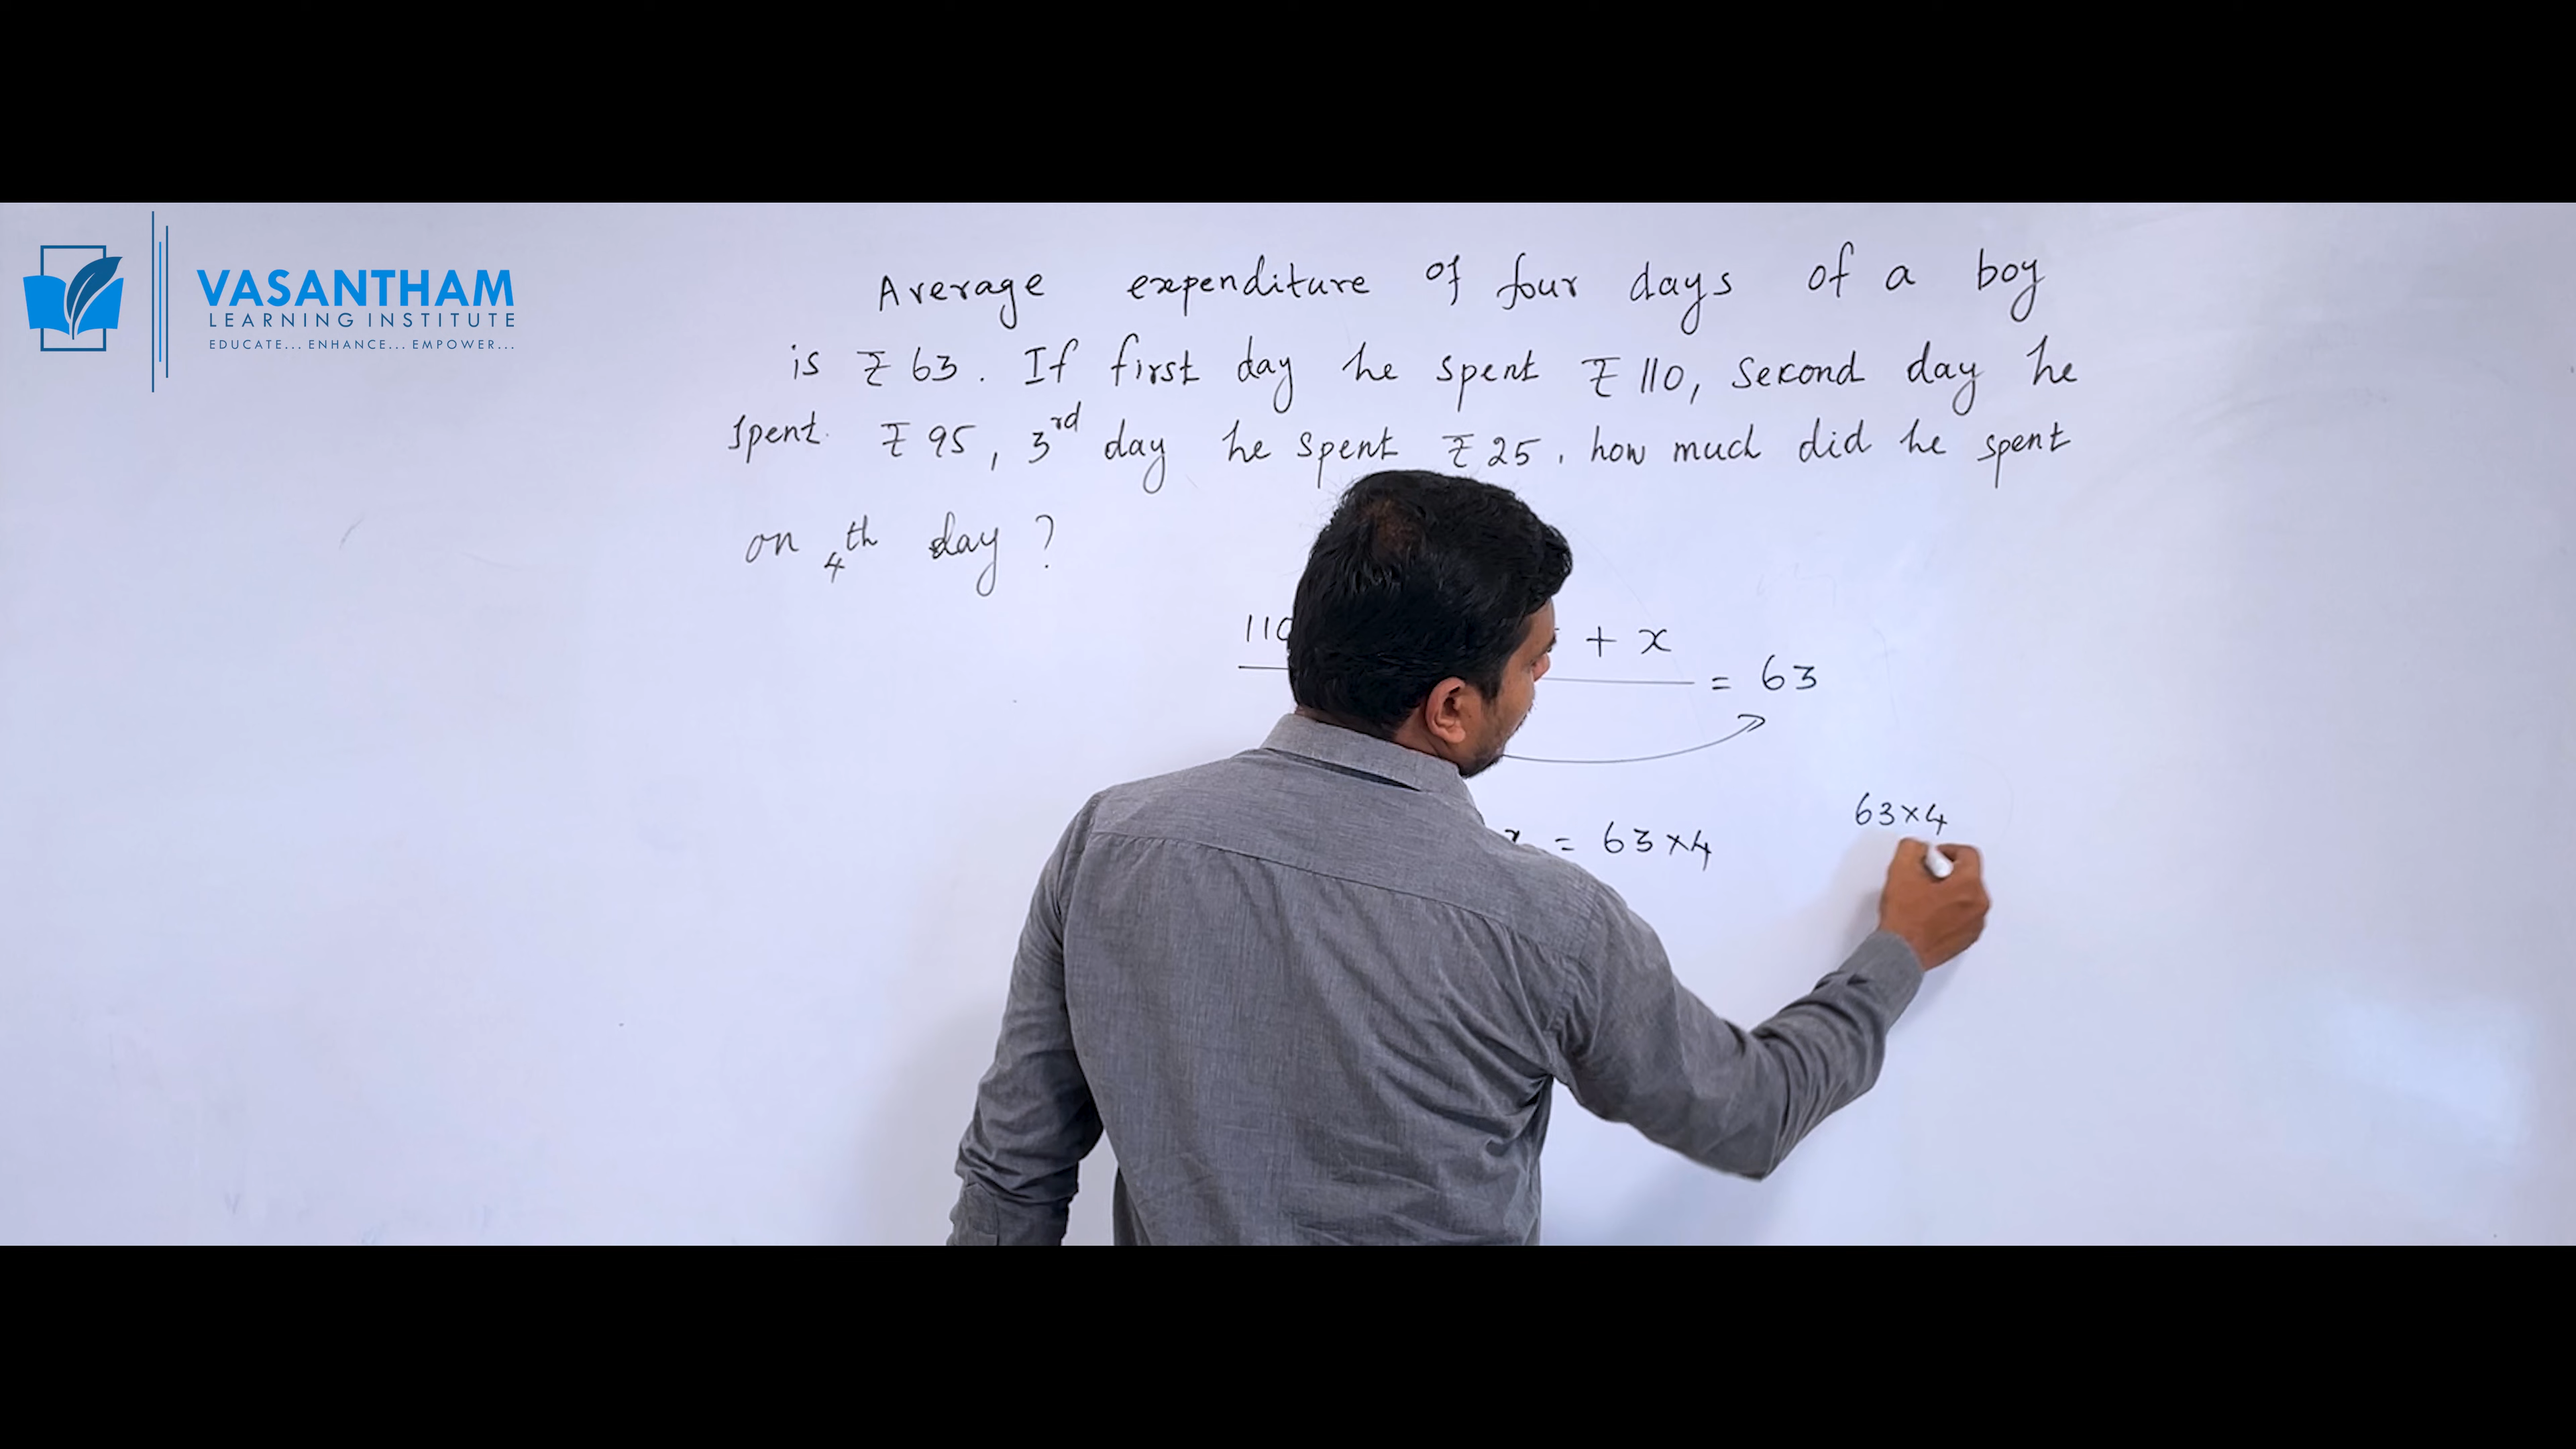 VASANTHAM
LEARNING INSTITUTE
EDUCATE... ENHANCE... EMPOWER...
Average expenditure of four days of a boy
is ₹ 63. If first day he spent ₹ 110, Second day he
spent ₹ 95, 3rd day he spent ₹ 25, how much did he spent
on 4th day ?
110 + x
= 63
x = 63×4
63×4